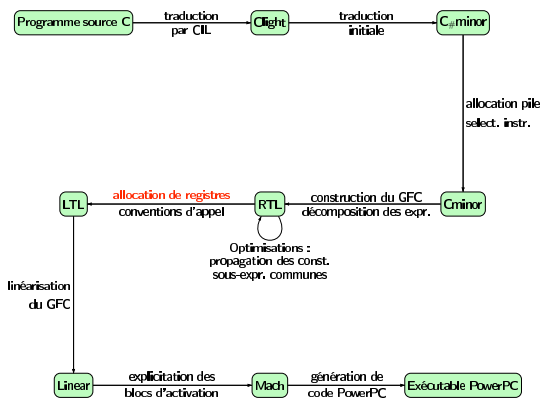 Programme source C
traduction
par CIL
Clight
traduction
initiale
C#minor
allocation pile
select. instr.
LTL
allocation de registres
conventions d'appel
RTL
construction du GFC
décomposition des expr.
Cminor
Optimisations :
propagation des const.
sous-expr. communes
linéarisation
du GFC
Linear
explicitation des
blocs d'activation
Mach
génération de
code PowerPC
Exécutable PowerPC